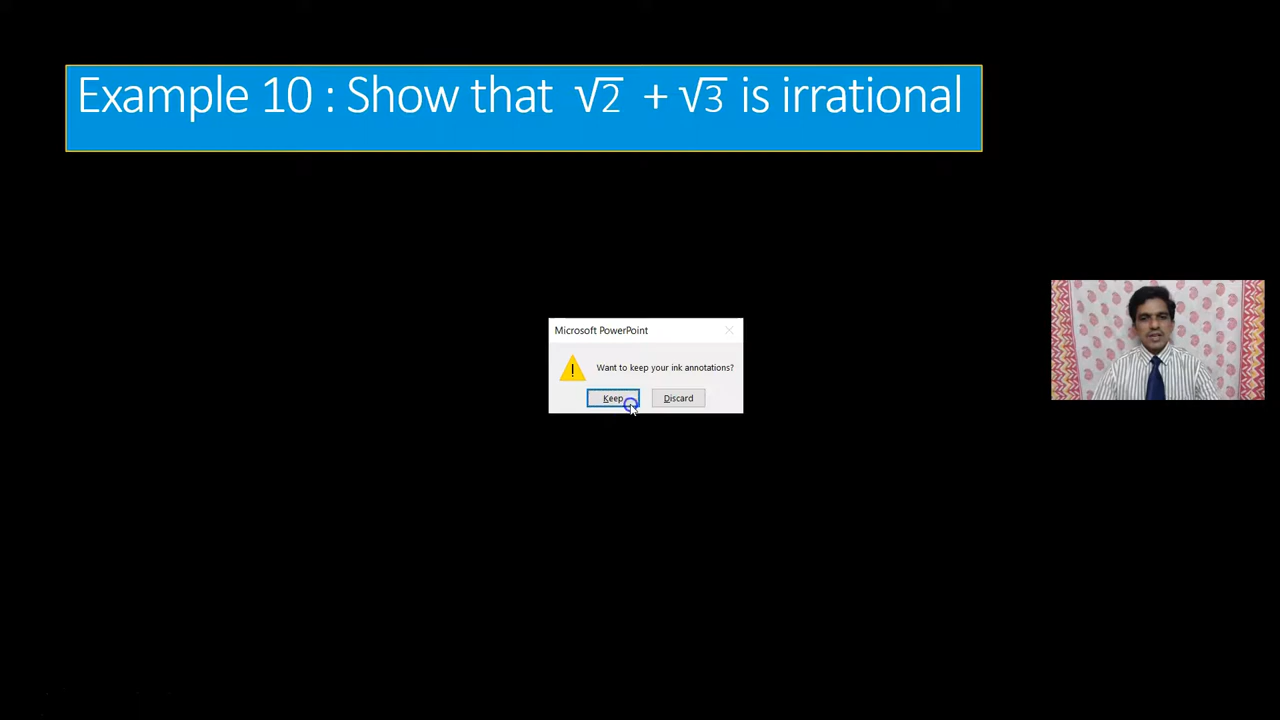 Example 10 : Show that √2 + √3 is irrational
Microsoft PowerPoint
Want to keep your ink annotations?
Keep Discard